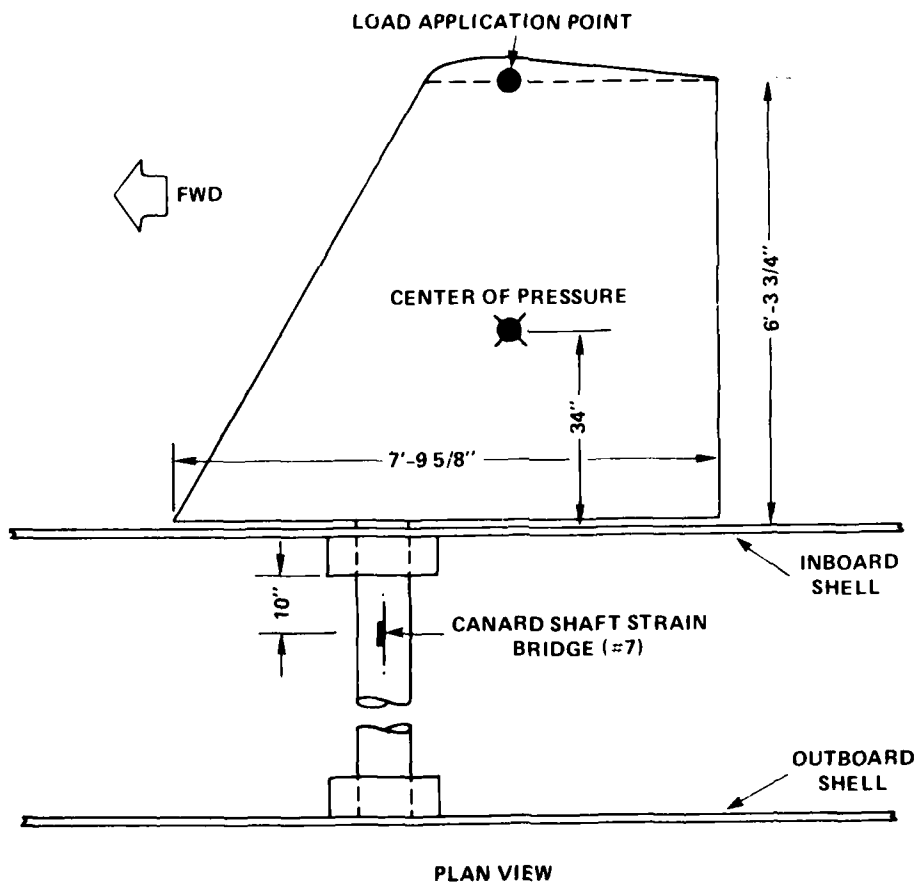 LOAD APPLICATION POINT
FWD
CENTER OF PRESSURE
6'-3 3/4"
34"
7'-9 5/8"
INBOARD
SHELL
10"
CANARD SHAFT STRAIN
BRIDGE (#7)
OUTBOARD
SHELL
PLAN VIEW